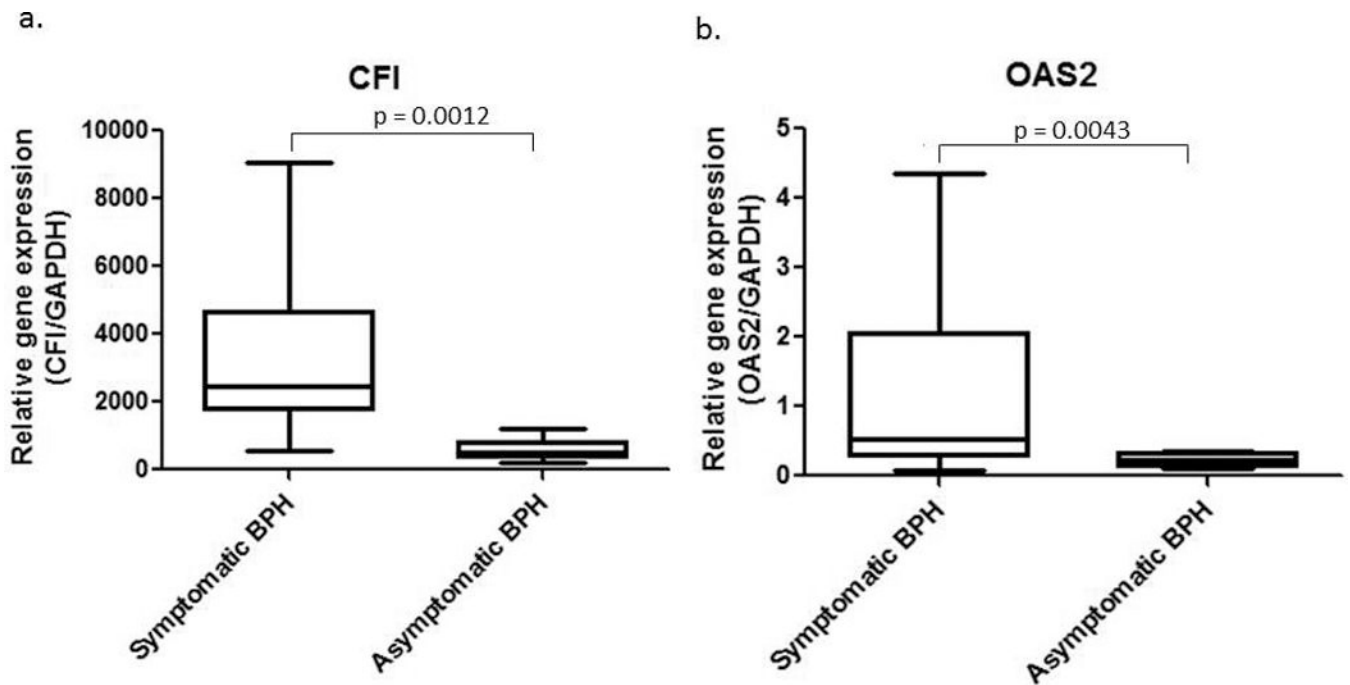 a.
CFI
p = 0.0012
Relative gene expression
(CFI/GAPDH)
10000
8000
6000
4000
2000
0
Symptomatic BPH
Asymptomatic BPH
b.
OAS2
p = 0.0043
Relative gene expression
(OAS2/GAPDH)
5
4
3
2
1
0
Symptomatic BPH
Asymptomatic BPH